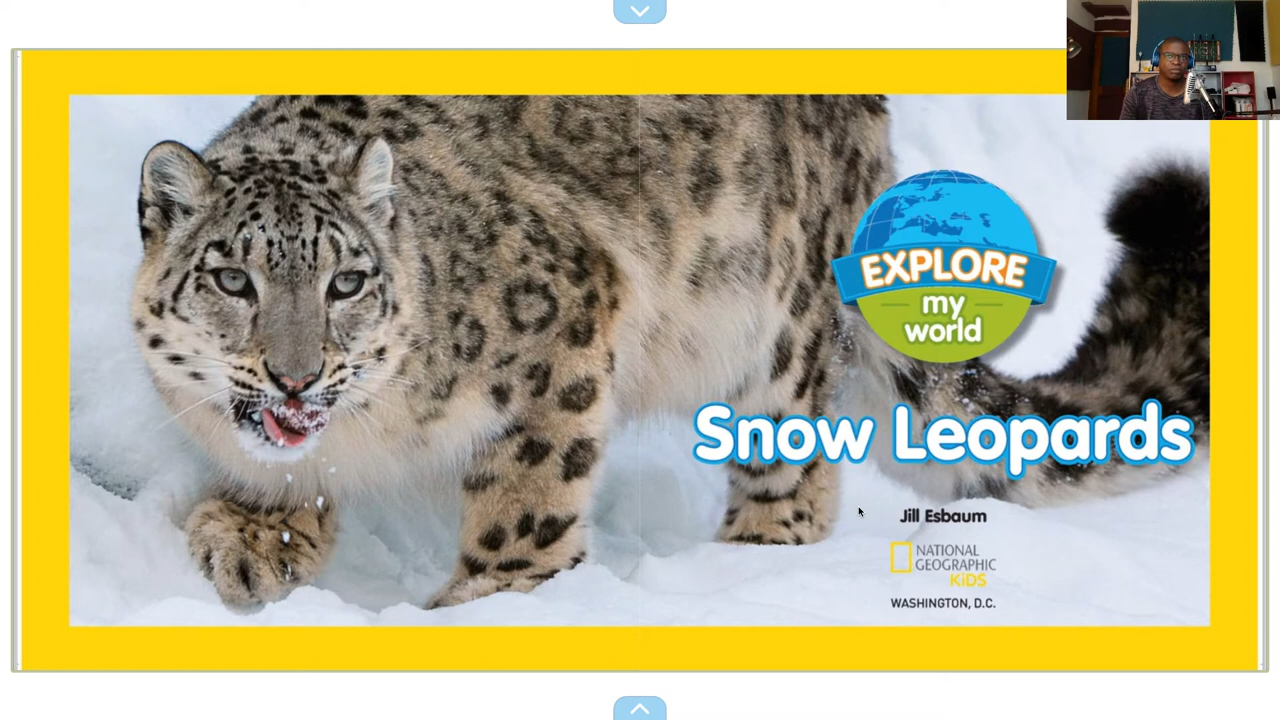 EXPLORE
my
world
Snow Leopards
Jill Esbaum
NATIONAL
GEOGRAPHIC
KiDS
WASHINGTON, D.C.